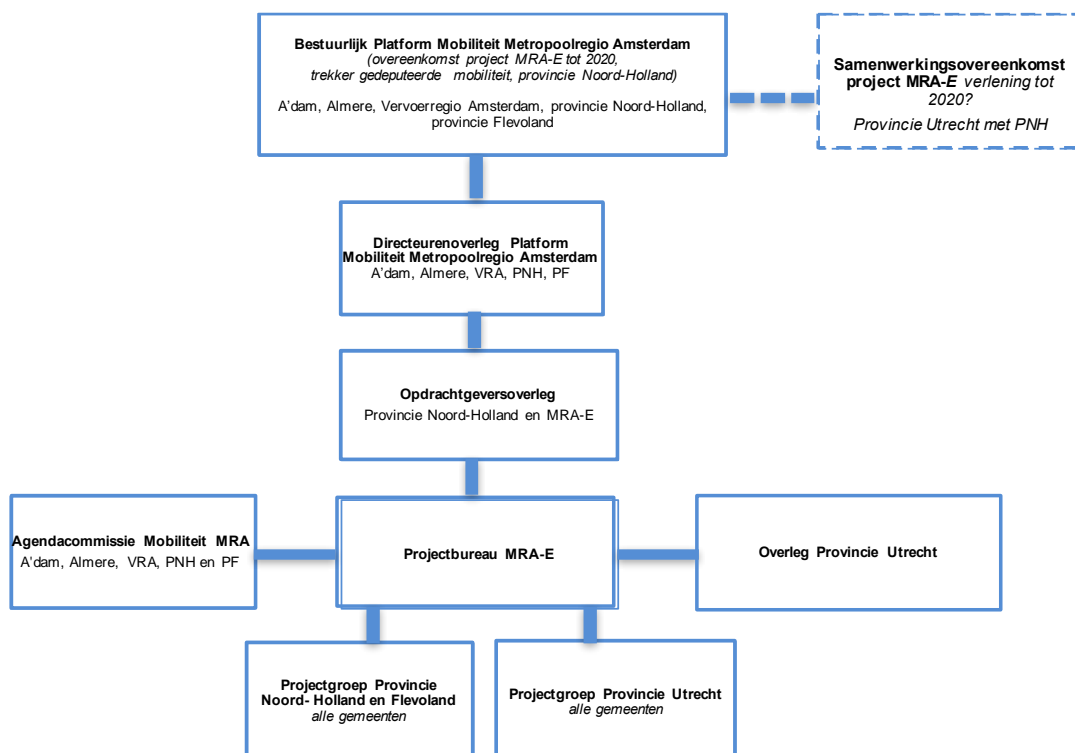 Bestuurlijk Platform Mobiliteit Metropoolregio Amsterdam
(overeenkomst project MRA-E tot 2020,
trekker gedeputeerde mobiliteit, provincie Noord-Holland)
A'dam, Almere, Vervoerregio Amsterdam, provincie Noord-Holland,
provincie Flevoland
Samenwerkingsovereenkomst
project MRA-E verlening tot
2020?
Provincie Utrecht met PNH
Directeurenoverleg Platform
Mobiliteit Metropoolregio Amsterdam
A'dam, Almere, VRA, PNH, PF
Opdrachtgeversoverleg
Provincie Noord-Holland en MRA-E
Agendacommissie Mobiliteit MRA
A'dam, Almere, VRA, PNH en PF
Projectbureau MRA-E
Overleg Provincie Utrecht
Projectgroep Provincie
Noord- Holland en Flevoland
alle gemeenten
Projectgroep Provincie Utrecht
alle gemeenten